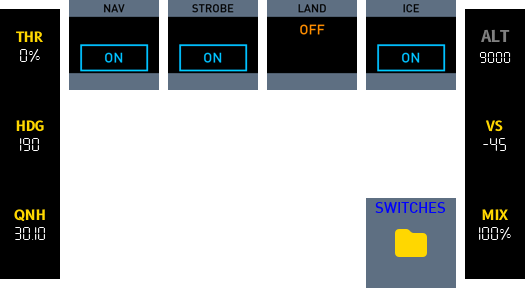 NAV STROBE LAND ICE
THR OFF ALT
0% ON ON ON 9000
HDG VS
190 -45
SWITCHES
QNH MIX
30.10 100%